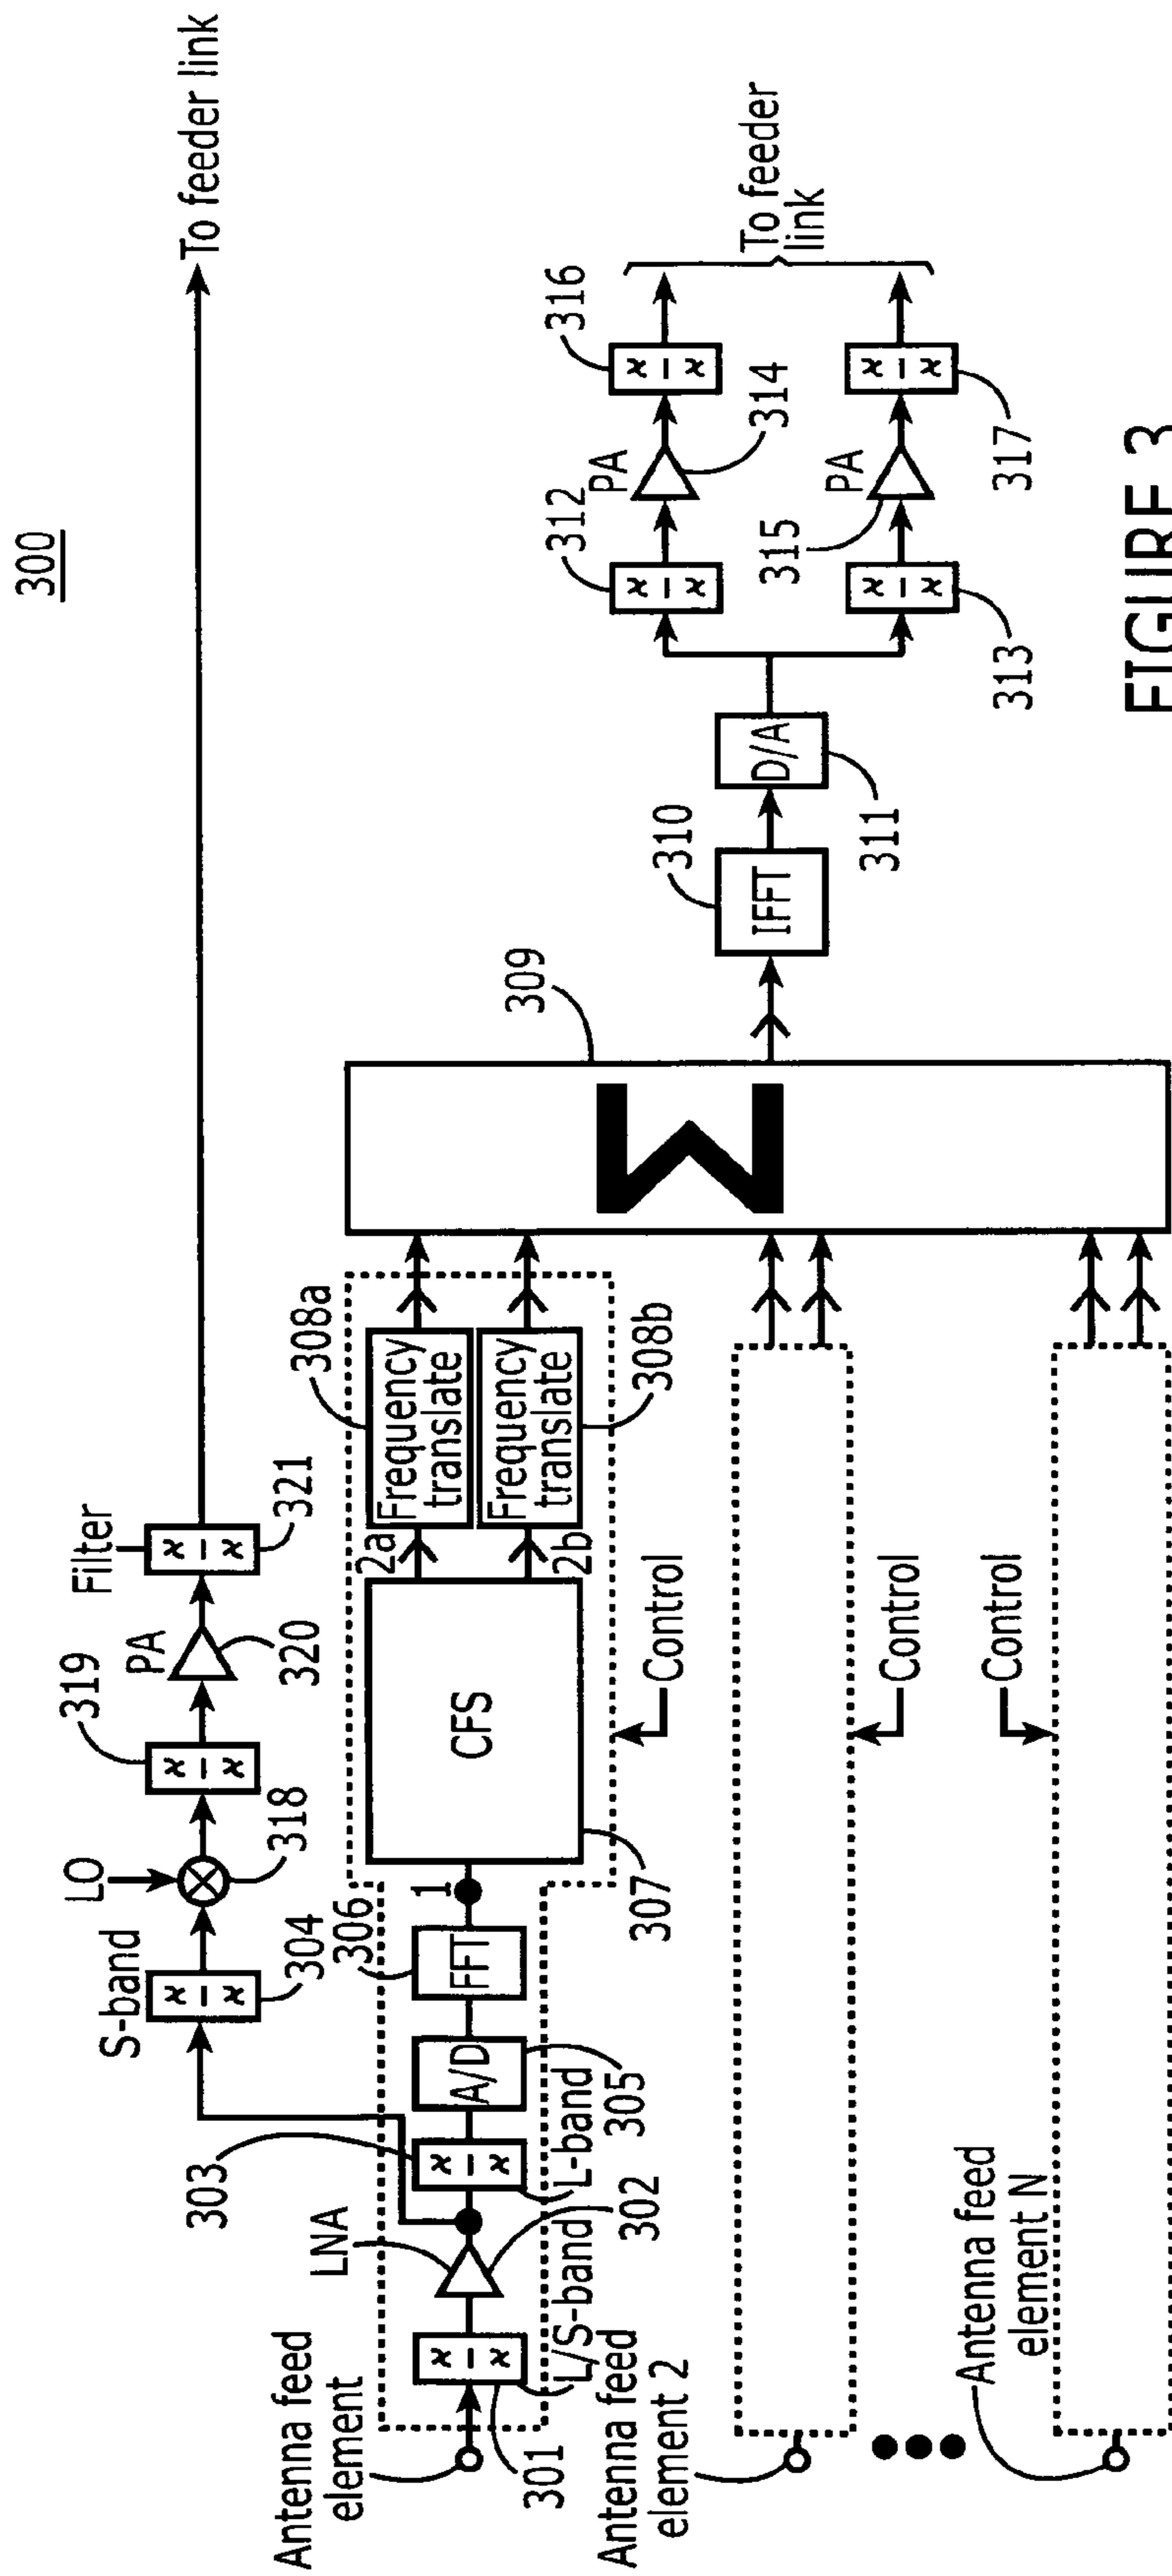 300
To feeder link
S-band
304
LO
318
319
PA
320
Filter
321
303
LNA
Antenna feed
element
301
L/S-band
302
L-band
A/D
305
306
FFT
1
CFS
307
2a
2b
308a
Frequency
translate
Frequency
translate
308b
Control
Σ
309
310
IFFT
D/A
311
312
PA
314
316
313
315
PA
317
To feeder
link
Antenna feed
element 2
Control
Antenna feed
element N
Control
FIGURE 3